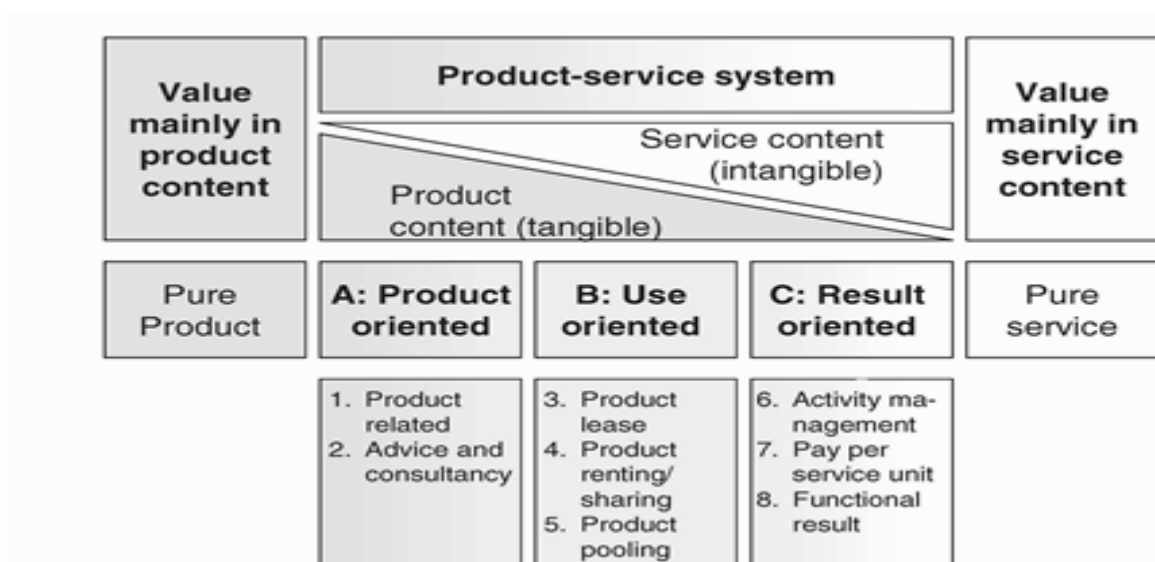 Value
mainly in
product
content
Product-service system
Service content
(intangible)
Product
content (tangible)
Value
mainly in
service
content
Pure
Product
A: Product
oriented
B: Use
oriented
C: Result
oriented
Pure
service
1. Product
related
2. Advice and
consultancy
3. Product
lease
4. Product
renting/
sharing
5. Product
pooling
6. Activity ma-
nagement
7. Pay per
service unit
8. Functional
result